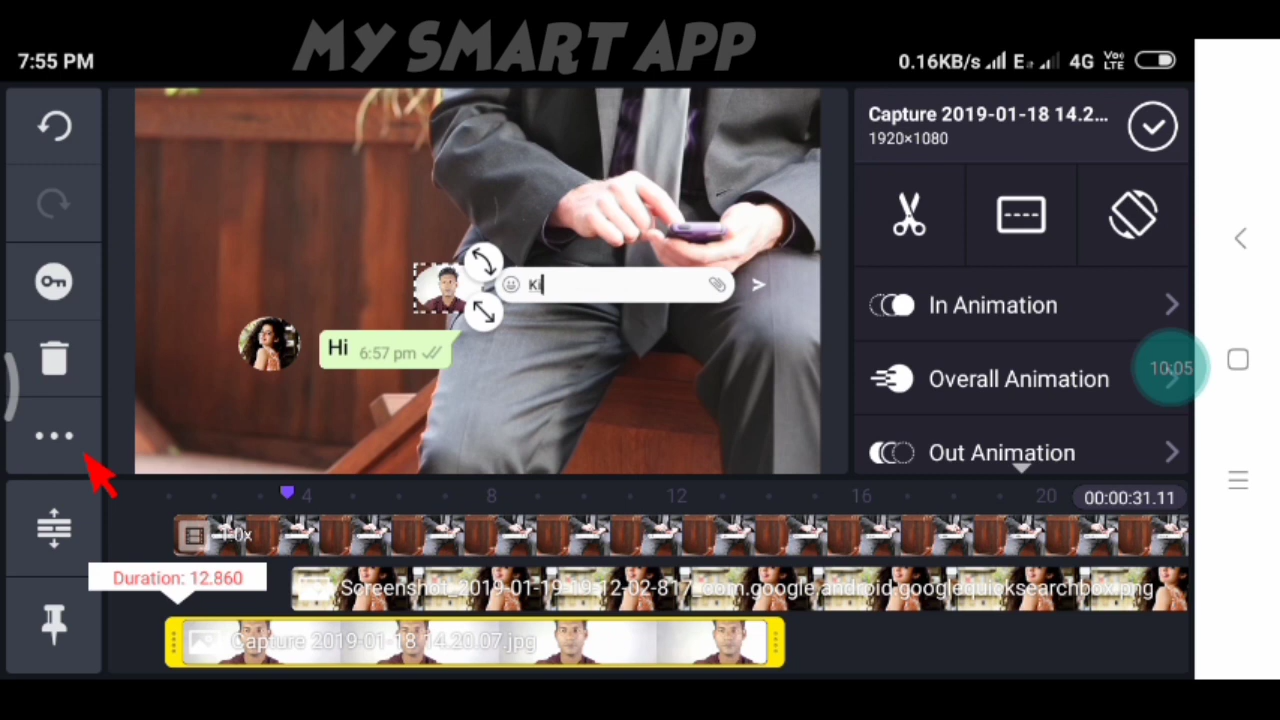 MY SMART APP
7:55 PM
0.16KB/s E 4G Vo) LTE
Capture 2019-01-18 14.2...
1920×1080
In Animation
Overall Animation
10:05
Out Animation
Ki
Hi 6:57 pm
4 8 12 16 20 00:00:31.11
1.0x
Duration: 12.860
Screenshot_2019-01-19-19-12-02-817_com.google.android.googlequicksearchbox.png
Capture 2019-01-18 14.20.07.jpg